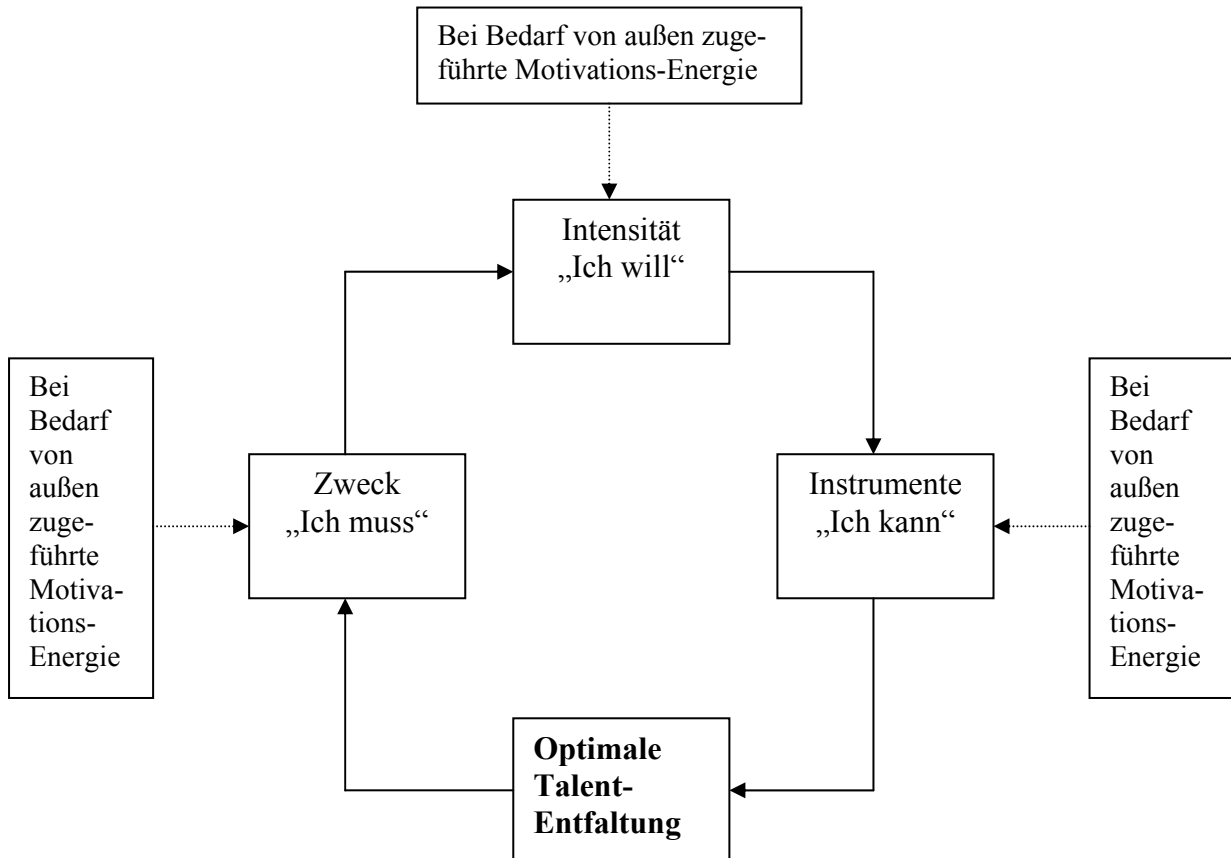 Bei Bedarf von außen zuge-
führte Motivations-Energie
Intensität
„Ich will“
Bei
Bedarf
von
außen
zuge-
führte
Motiva-
tions-
Energie
Zweck
„Ich muss“
Instrumente
„Ich kann“
Bei
Bedarf
von
außen
zuge-
führte
Motiva-
tions-
Energie
Optimale
Talent-
Entfaltung